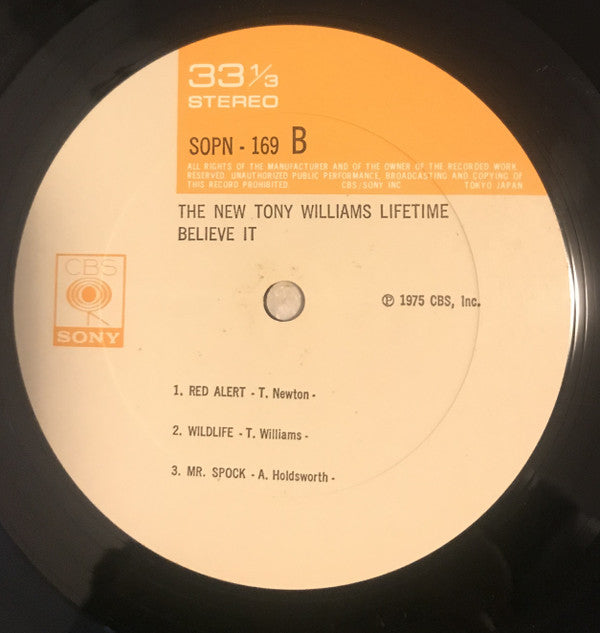 33 1/3
STEREO
SOPN - 169 B
ALL RIGHTS OF THE MANUFACTURER AND OF THE OWNER OF THE RECORDED WORK
RESERVED UNAUTHORIZED PUBLIC PERFORMANCE, BROADCASTING AND COPYING OF
THIS RECORD PROHIBITED CBS/SONY INC TOKYO JAPAN
THE NEW TONY WILLIAMS LIFETIME
BELIEVE IT
CBS
SONY
℗ 1975 CBS, Inc.
1. RED ALERT - T. Newton -
2. WILDLIFE - T. Williams -
3. MR. SPOCK - A. Holdsworth -